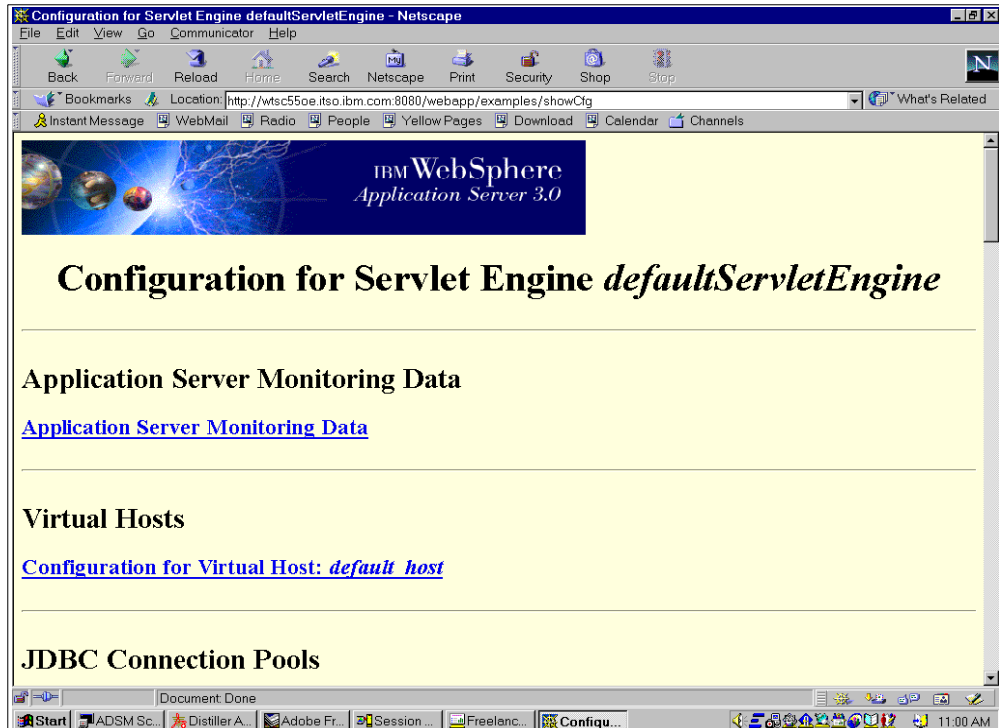 Configuration for Servlet Engine defaultServletEngine - Netscape
File Edit View Go Communicator Help
Back Forward Reload Home Search Netscape Print Security Shop Stop
N
Bookmarks Location: http://wtsc55oe.itso.ibm.com:8080/webapp/examples/showCfg What's Related
Instant Message WebMail Radio People Yellow Pages Download Calendar Channels
IBM WebSphere
Application Server 3.0
Configuration for Servlet Engine defaultServletEngine
Application Server Monitoring Data
Application Server Monitoring Data
Virtual Hosts
Configuration for Virtual Host: default_host
JDBC Connection Pools
Document: Done
Start ADSM Sc... Distiller A... Adobe Fr... Session ... Freelanc... Configu... 11:00 AM